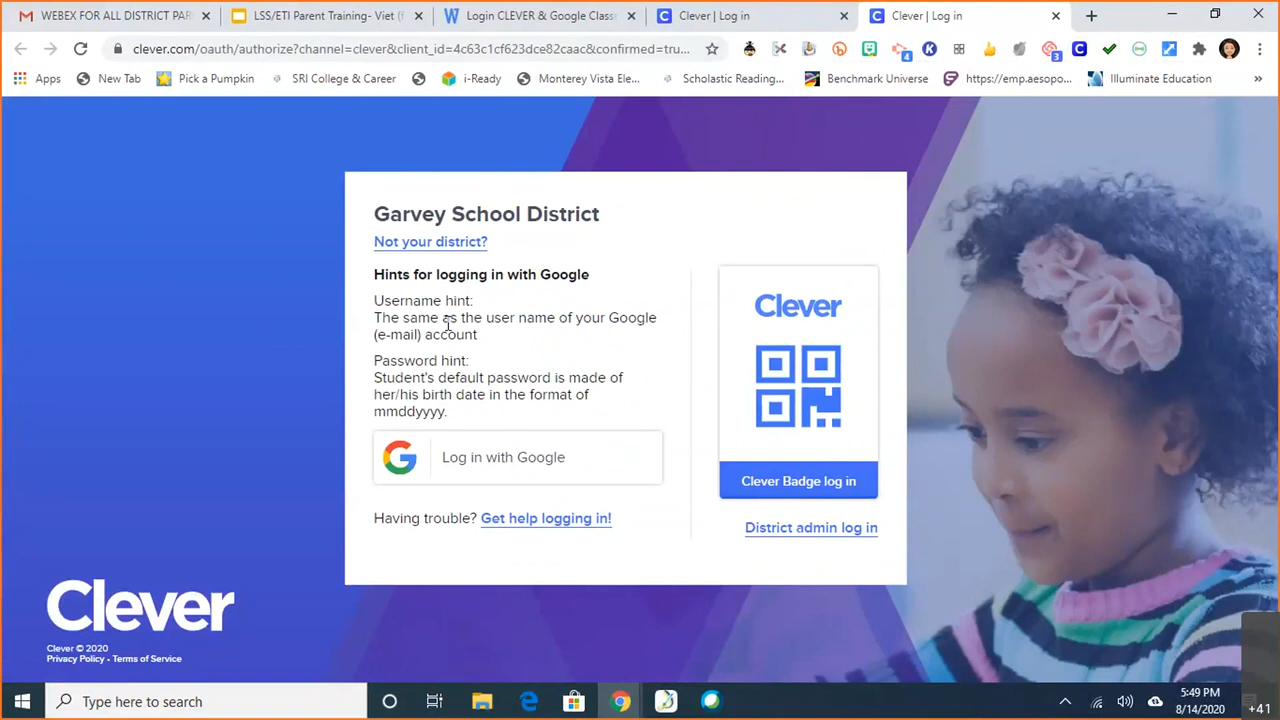 WEBEX FOR ALL DISTRICT PAR
LSS/ETI Parent Training- Viet (f
Login CLEVER & Google Class
Clever | Log in
Clever | Log in
clever.com/oauth/authorize?channel=clever&client_id=4c63c1cf623dce82caac&confirmed=tru...
4
3
Apps
New Tab
Pick a Pumpkin
SRI College & Career
i-Ready
Monterey Vista Ele...
Scholastic Reading...
Benchmark Universe
https://emp.aesopo...
Illuminate Education
»
Garvey School District
Not your district?
Hints for logging in with Google
Username hint:
The same as the user name of your Google
(e-mail) account
Password hint:
Student's default password is made of
her/his birth date in the format of
mmddyyyy.
Log in with Google
Having trouble? Get help logging in!
Clever
Clever Badge log in
District admin log in
Clever
Clever © 2020
Privacy Policy - Terms of Service
Type here to search
5:49 PM
8/14/2020
+41